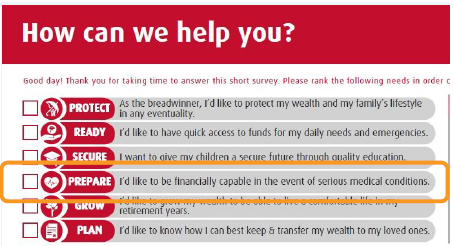 How can we help you?
Good day! Thank you for taking time to answer this short survey. Please rank the following needs in order
PROTECT As the breadwinner, I'd like to protect my wealth and my family's lifestyle
in any eventuality.
READY I'd like to have quick access to funds for my daily needs and emergencies.
SECURE I want to give my children a secure future through quality education.
PREPARE I'd like to be financially capable in the event of serious medical conditions.
GROW I'd like to grow my wealth to be able to live a comfortable life in my
retirement years.
PLAN I'd like to know how I can best keep & transfer my wealth to my loved ones.